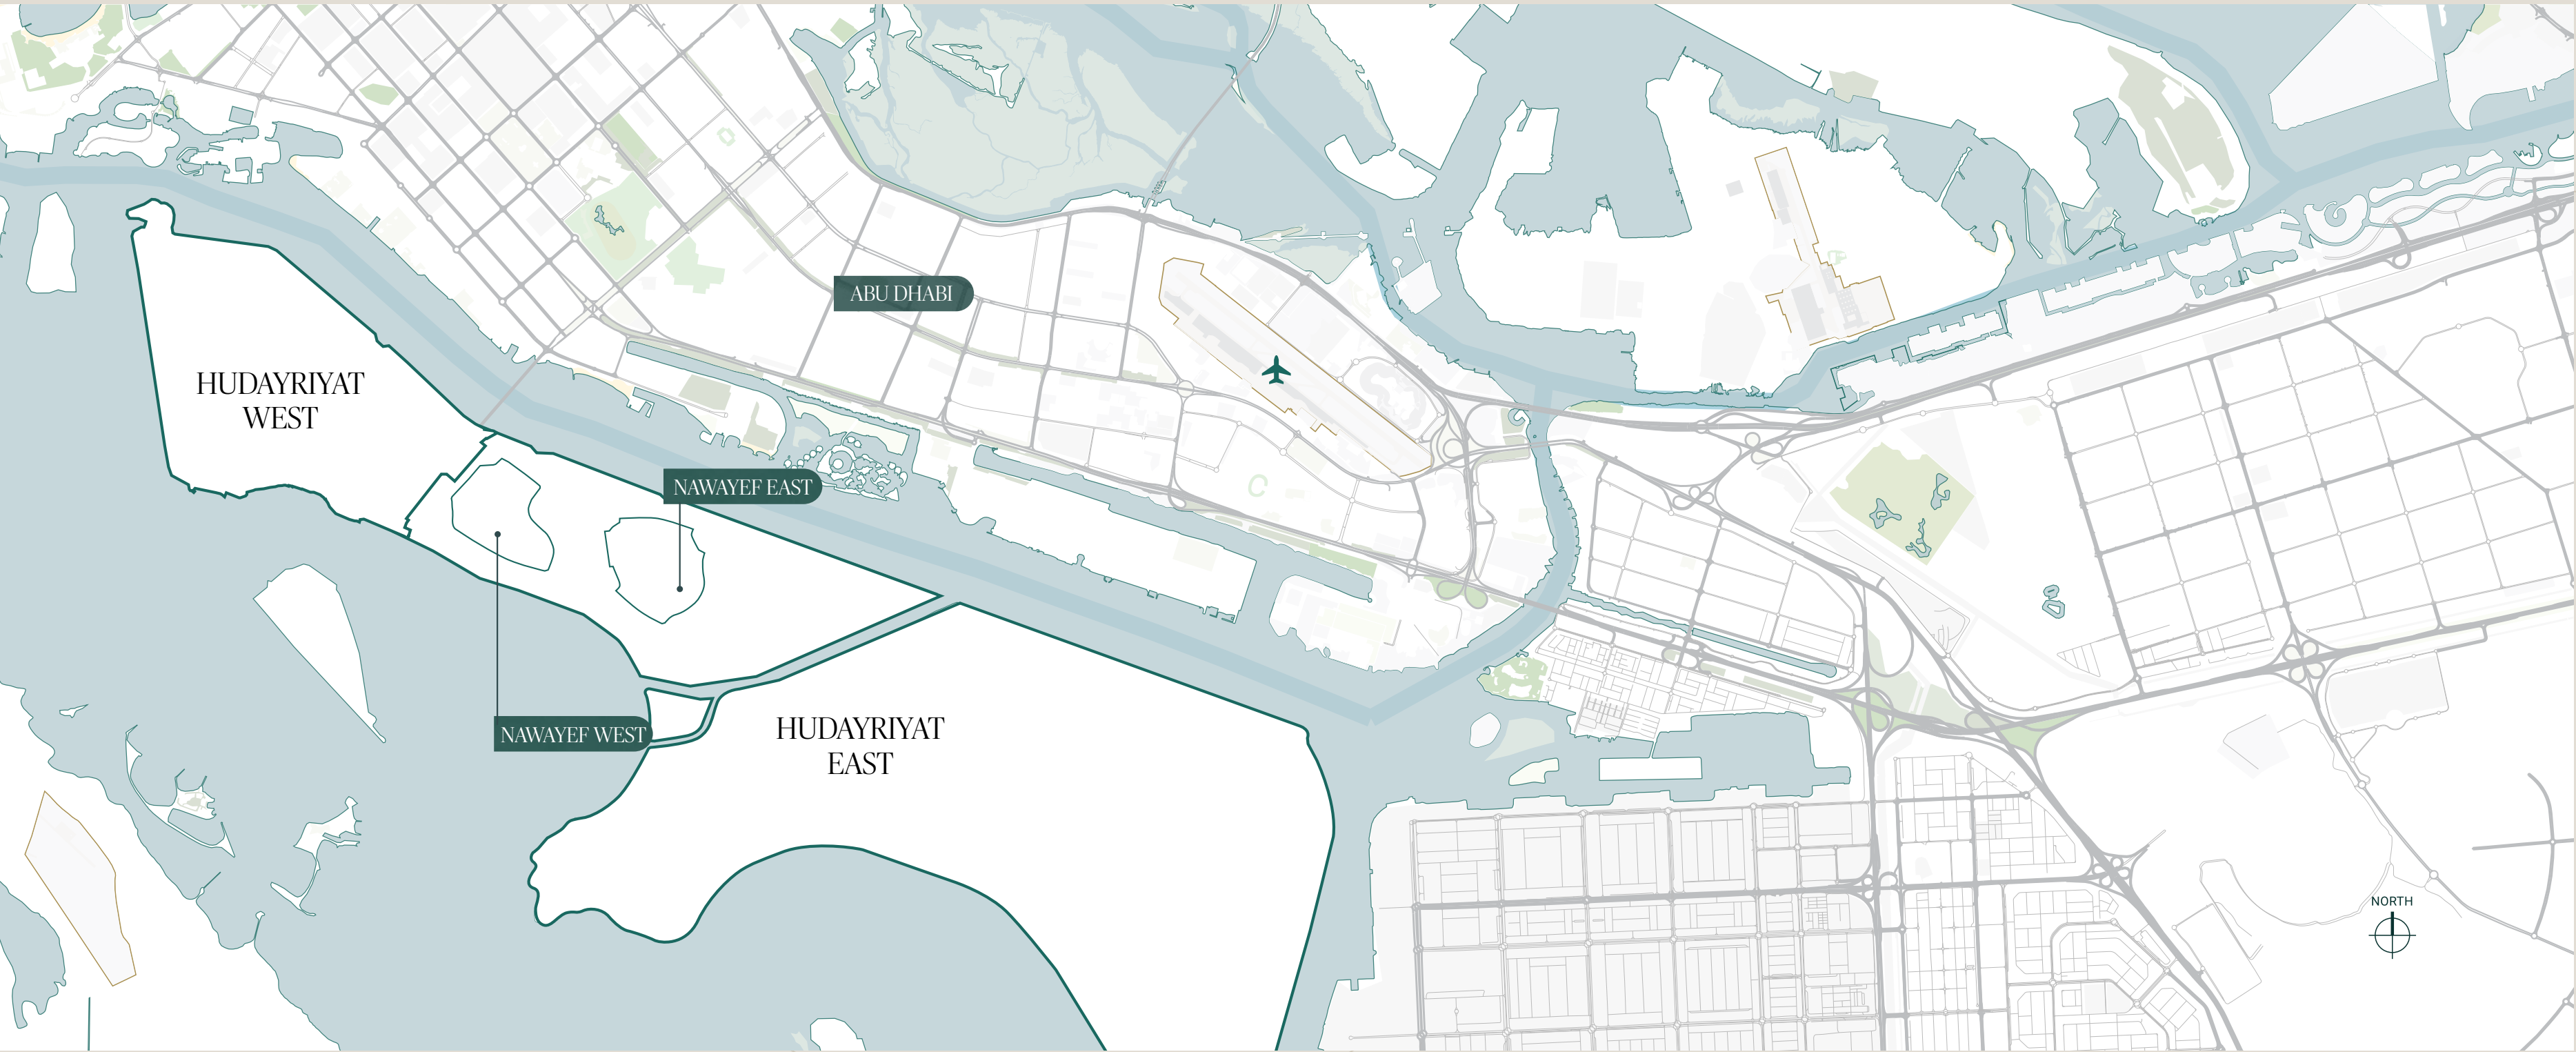 ABU DHABI
HUDAYRIYAT
WEST
NAWAYEF EAST
NAWAYEF WEST
HUDAYRIYAT
EAST
NORTH